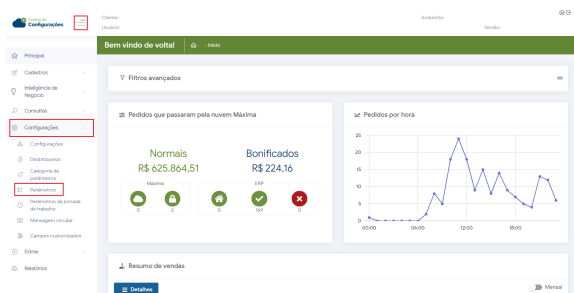 Central de
Configurações
Cliente:
Usuário:
Ambiente:
Versão:
Bem vindo de volta!
- Início
Principal
Cadastros
Inteligência de
Negócio
Consultas
Configurações
Configurações
Desbloqueios
Categoria de
parâmetros
Parâmetros
Parâmetros da jornada
de trabalho
Mensagem circular
Campos customizados
Extras
Relatórios
Filtros avançados
Pedidos que passaram pela nuvem Máxima
Normais
R$ 625.864,51
Bonificados
R$ 224,16
Máxima
ERP
0
2
0
169
0
Pedidos por hora
25
20
15
10
5
0
00:00
06:00
12:00
18:00
Resumo de vendas
Detalhes
Mensal